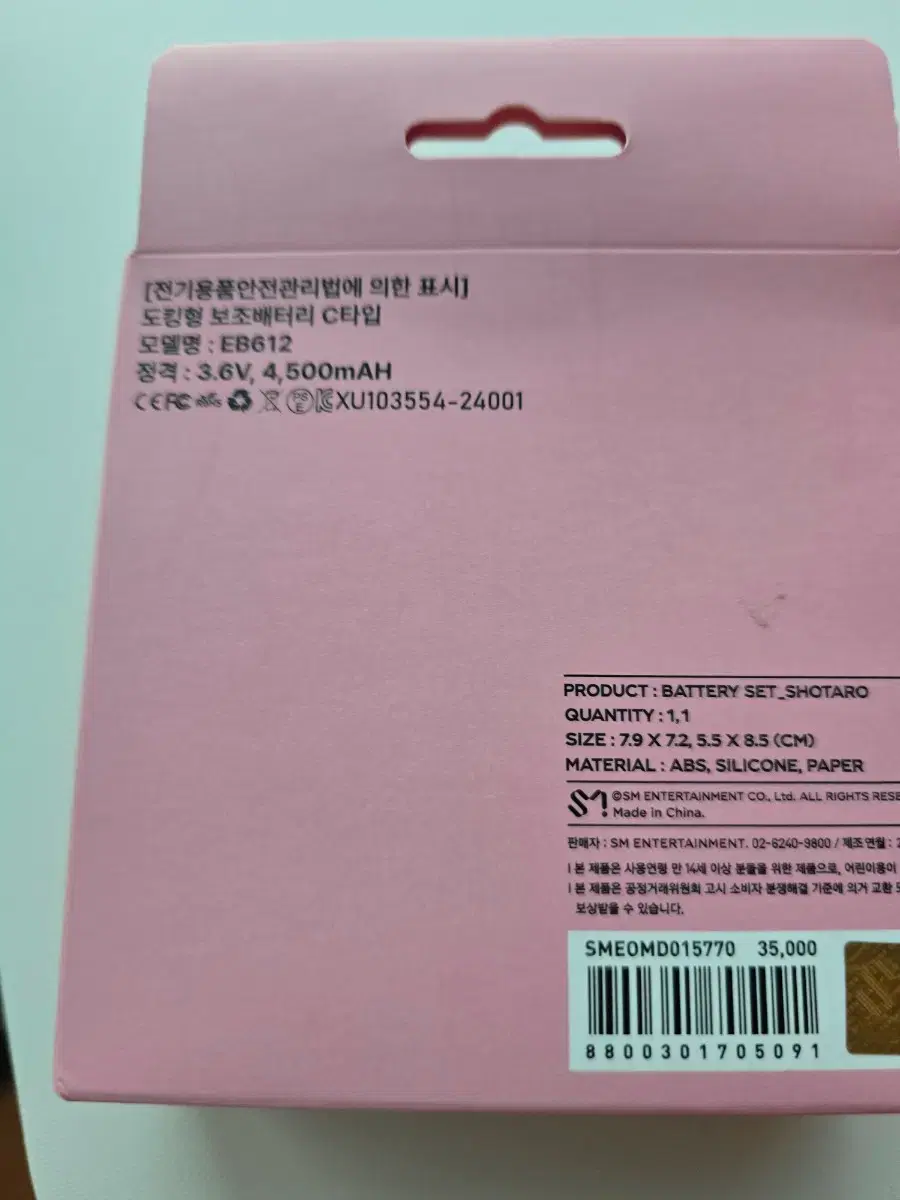 [전기용품안전관리법에 의한 표시]
도킹형 보조배터리 C타입
모델명 : EB612
정격 : 3.6V, 4,500mAH
CE FC PS E XU103554-24001
PRODUCT : BATTERY SET_SHOTARO
QUANTITY : 1,1
SIZE : 7.9 X 7.2, 5.5 X 8.5 (CM)
MATERIAL : ABS, SILICONE, PAPER
©SM ENTERTAINMENT CO., Ltd. ALL RIGHTS RESE
Made in China.
판매자 : SM ENTERTAINMENT. 02-6240-9800 / 제조연월 : 2
l 본 제품은 사용연령 만 14세 이상 분들을 위한 제품으로, 어린이용이
l 본 제품은 공정거래위원회 고시 소비자 분쟁해결 기준에 의거 교환
보상받을 수 있습니다.
SMEOMD015770 35,000
8800301705091